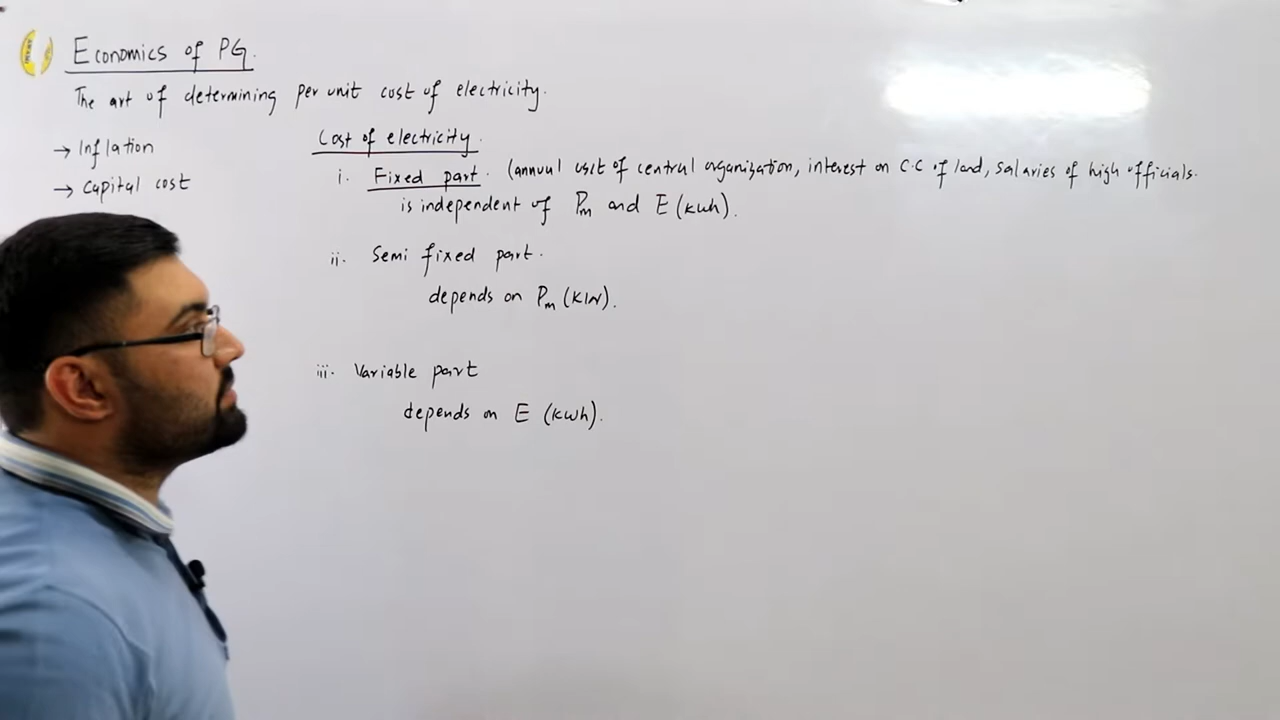 Economics of PG.
The art of determining per unit cost of electricity.
→ Inflation
→ Capital cost
Cost of electricity.
i. Fixed part. (annual cost of central organization, interest on C.C of land, salaries of high officials.
is independent of Pm and E (kwh).
ii. Semi fixed part.
depends on Pm (KW).
iii. Variable part
depends on E (kwh).